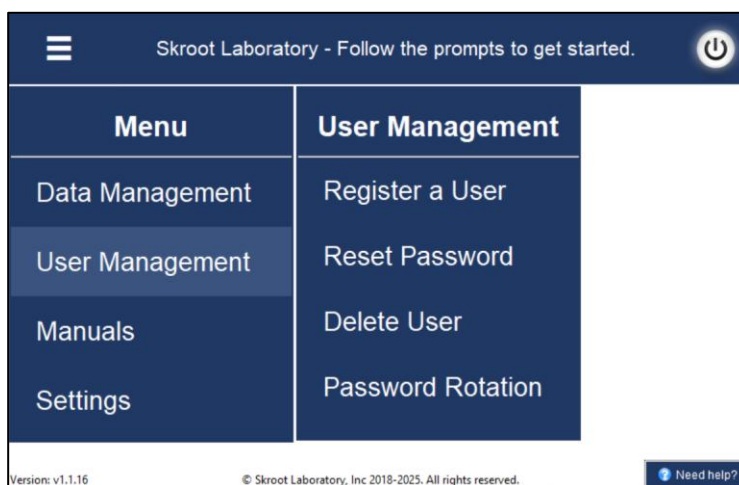 Skroot Laboratory - Follow the prompts to get started.
Menu
Data Management
User Management
Manuals
Settings
User Management
Register a User
Reset Password
Delete User
Password Rotation
Version: v1.1.16
© Skroot Laboratory, Inc 2018-2025. All rights reserved.
Need help?